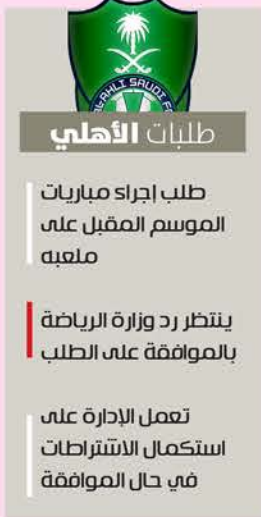 AHLI SAUDI F
طلبات الأهلي
طلب إجراء مباريات
الموسم المقبل على
ملعبه
ينتظر رد وزارة الرياضة
بالموافقة على الطلب
تعمل الإدارة على
استكمال الاشتراطات
في حال الموافقة